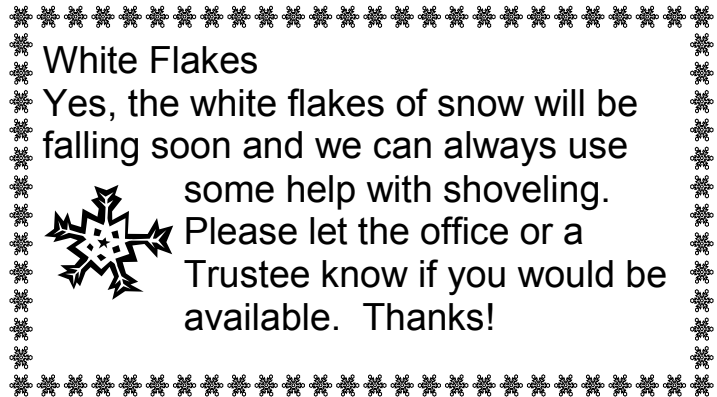 White Flakes
Yes, the white flakes of snow will be
falling soon and we can always use
some help with shoveling.
Please let the office or a
Trustee know if you would be
available.  Thanks!